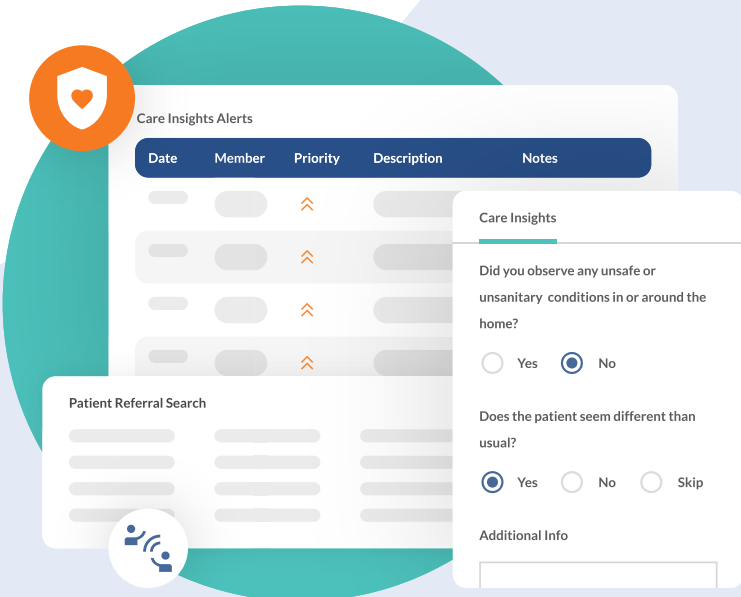 Care Insights Alerts
Date Member Priority Description Notes
Care Insights
Did you observe any unsafe or
unsanitary conditions in or around the
home?
Yes No
Does the patient seem different than
usual?
Yes No Skip
Additional Info
Patient Referral Search